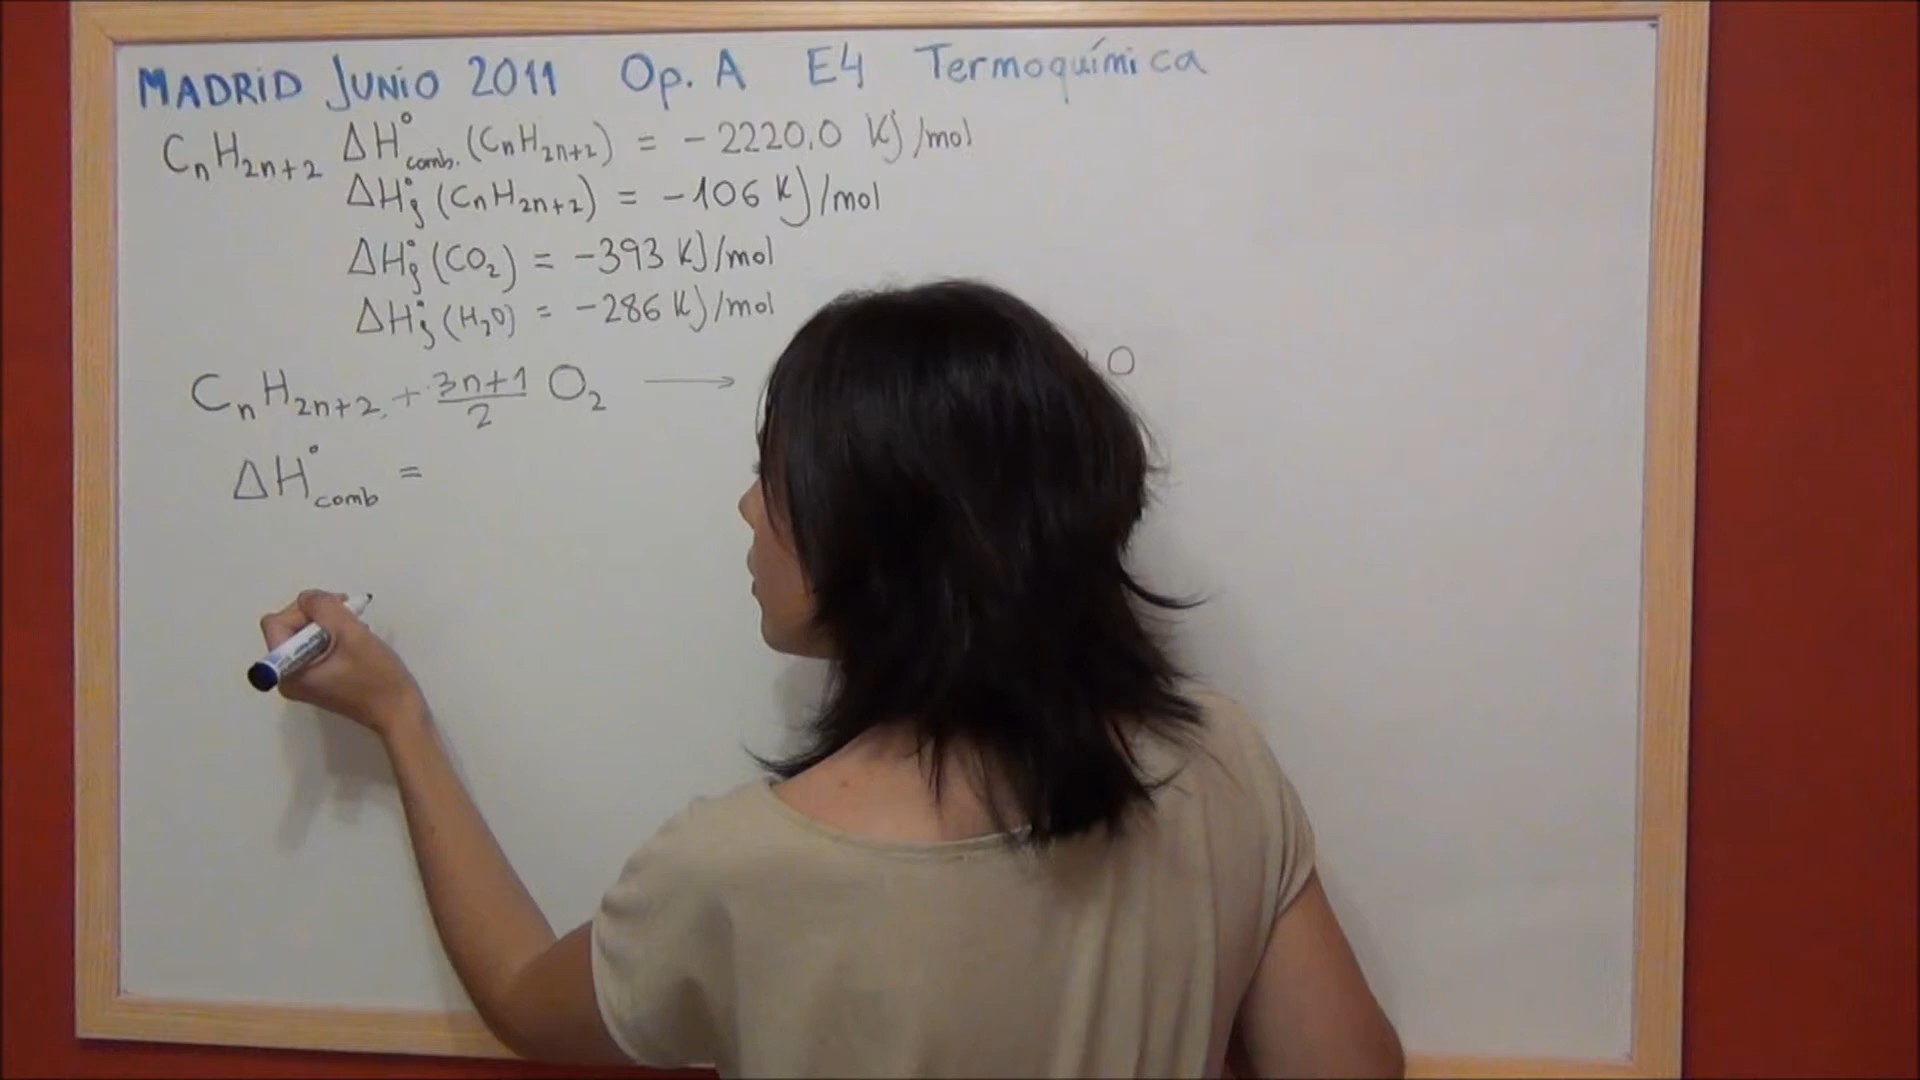 MADRID JUNIO 2011 Op. A E4 Termoquímica
CnH2n+2 ΔH°comb. (CnH2n+2) = -2220,0 KJ/mol
ΔH°f (CnH2n+2) = -106 KJ/mol
ΔH°f (CO2) = -393 KJ/mol
ΔH°f (H2O) = -286 KJ/mol
CnH2n+2 + 3n+1/2 O2 → O
ΔH°comb =